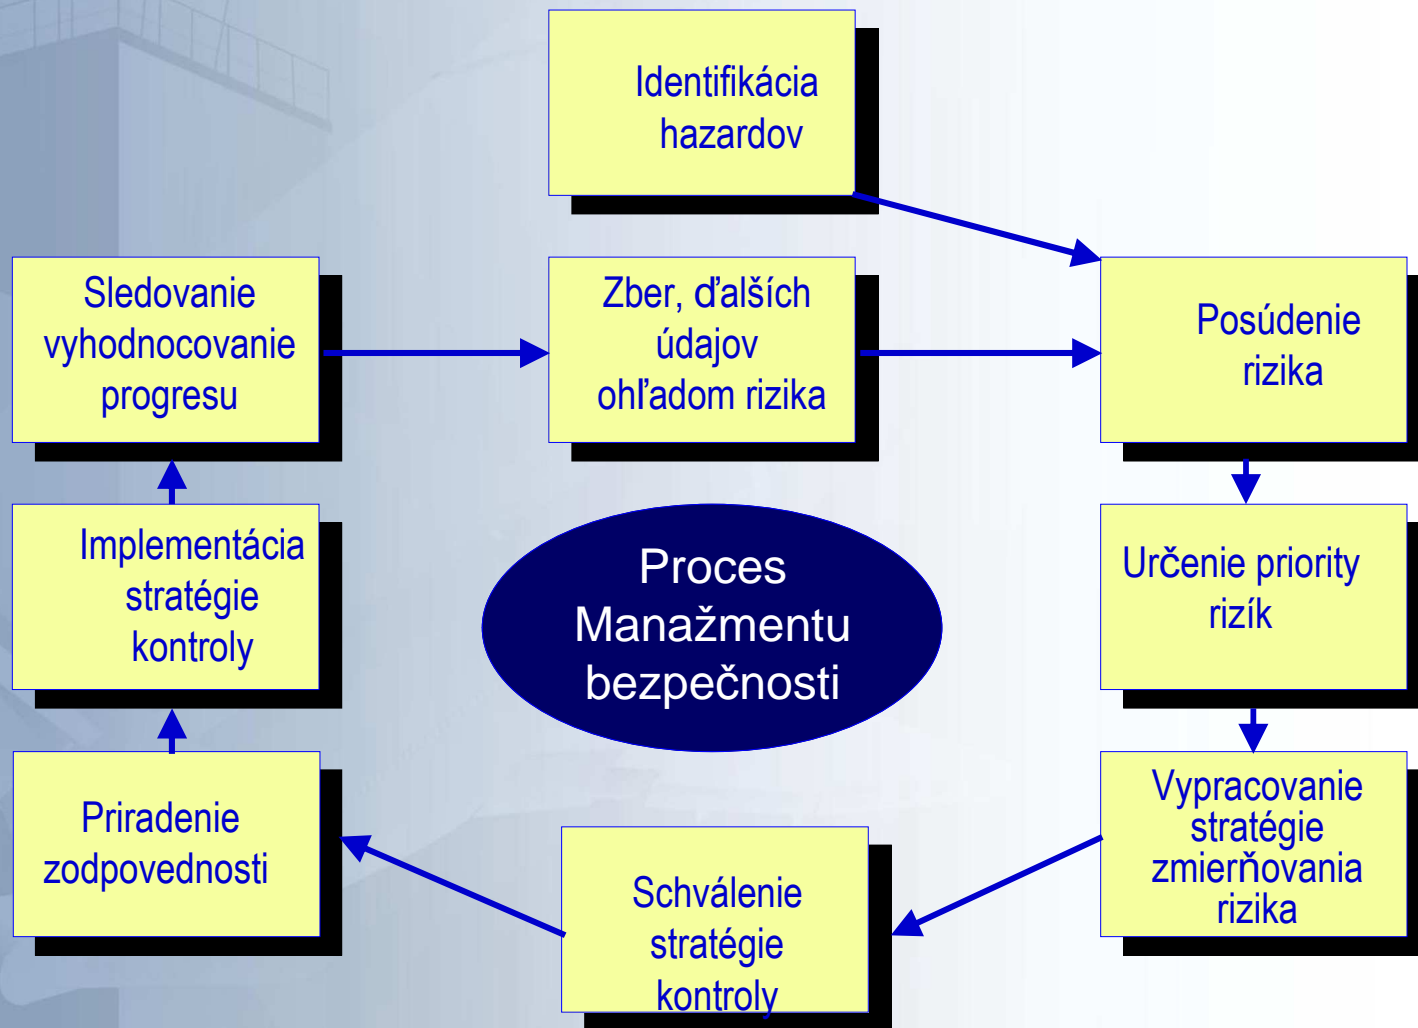 Identifikácia
hazardov
Sledovanie
vyhodnocovanie
progresu
Zber, ďalších
údajov
ohľadom rizika
Posúdenie
rizika
Implementácia
stratégie
kontroly
Proces
Manažmentu
bezpečnosti
Určenie priority
rizík
Priradenie
zodpovednosti
Schválenie
stratégie
kontroly
Vypracovanie
stratégie
zmierňovania
rizika